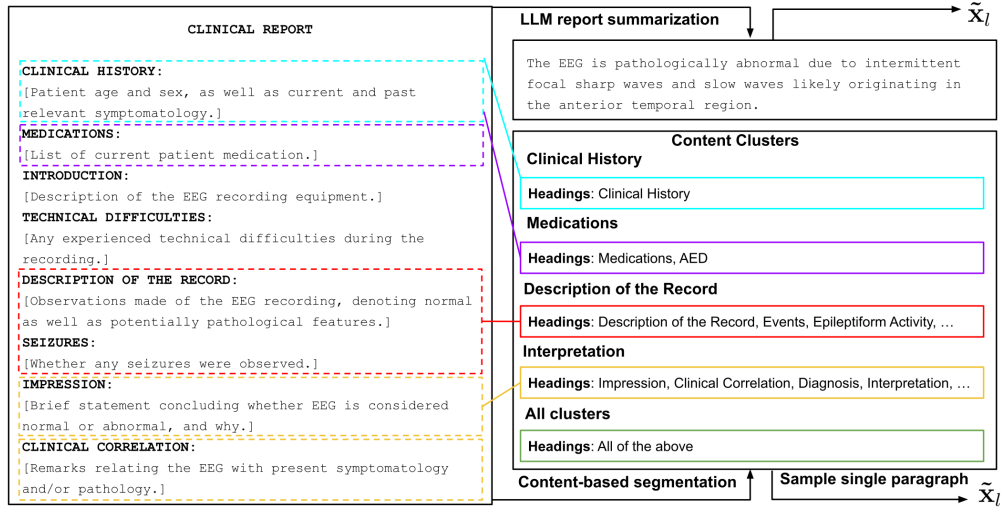 CLINICAL REPORT
CLINICAL HISTORY:
[Patient age and sex, as well as current and past
relevant symptomatology.]
MEDICATIONS:
[List of current patient medication.]
INTRODUCTION:
[Description of the EEG recording equipment.]
TECHNICAL DIFFICULTIES:
[Any experienced technical difficulties during the
recording.]
DESCRIPTION OF THE RECORD:
[Observations made of the EEG recording, denoting normal
as well as potentially pathological features.]
SEIZURES:
[Whether any seizures were observed.]
IMPRESSION:
[Brief statement concluding whether EEG is considered
normal or abnormal, and why.]
CLINICAL CORRELATION:
[Remarks relating the EEG with present symptomatology
and/or pathology.]
LLM report summarization
x̃_l
The EEG is pathologically abnormal due to intermittent
focal sharp waves and slow waves likely originating in
the anterior temporal region.
Content Clusters
Clinical History
Headings: Clinical History
Medications
Headings: Medications, AED
Description of the Record
Headings: Description of the Record, Events, Epileptiform Activity, …
Interpretation
Headings: Impression, Clinical Correlation, Diagnosis, Interpretation, …
All clusters
Headings: All of the above
Content-based segmentation
Sample single paragraph
x̃_l